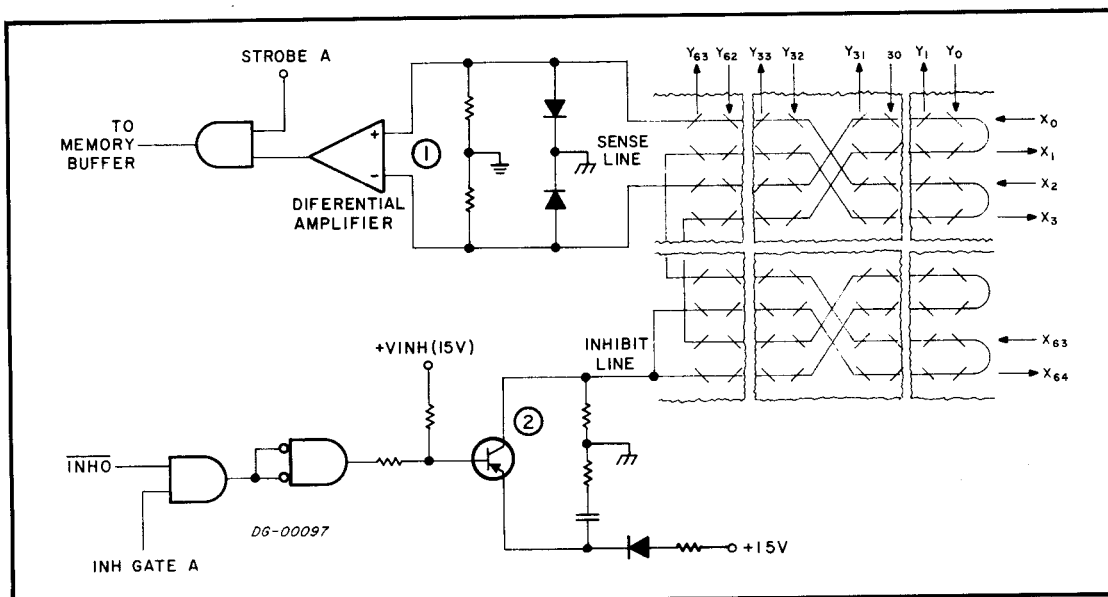 STROBE A
TO
MEMORY
BUFFER
+
-
1
DIFERENTIAL
AMPLIFIER
SENSE
LINE
Y63 Y62 Y33 Y32 Y31 30 Y1 Y0
X0
X1
X2
X3
X63
X64
+VINH (15V)
INHIBIT
LINE
2
INHO
INH GATE A
DG-00097
+15V